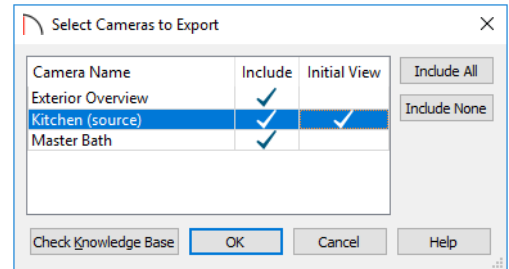 Select Cameras to Export
Camera Name Include Initial View
Exterior Overview
Kitchen (source)
Master Bath
Include All
Include None
Check Knowledge Base OK Cancel Help